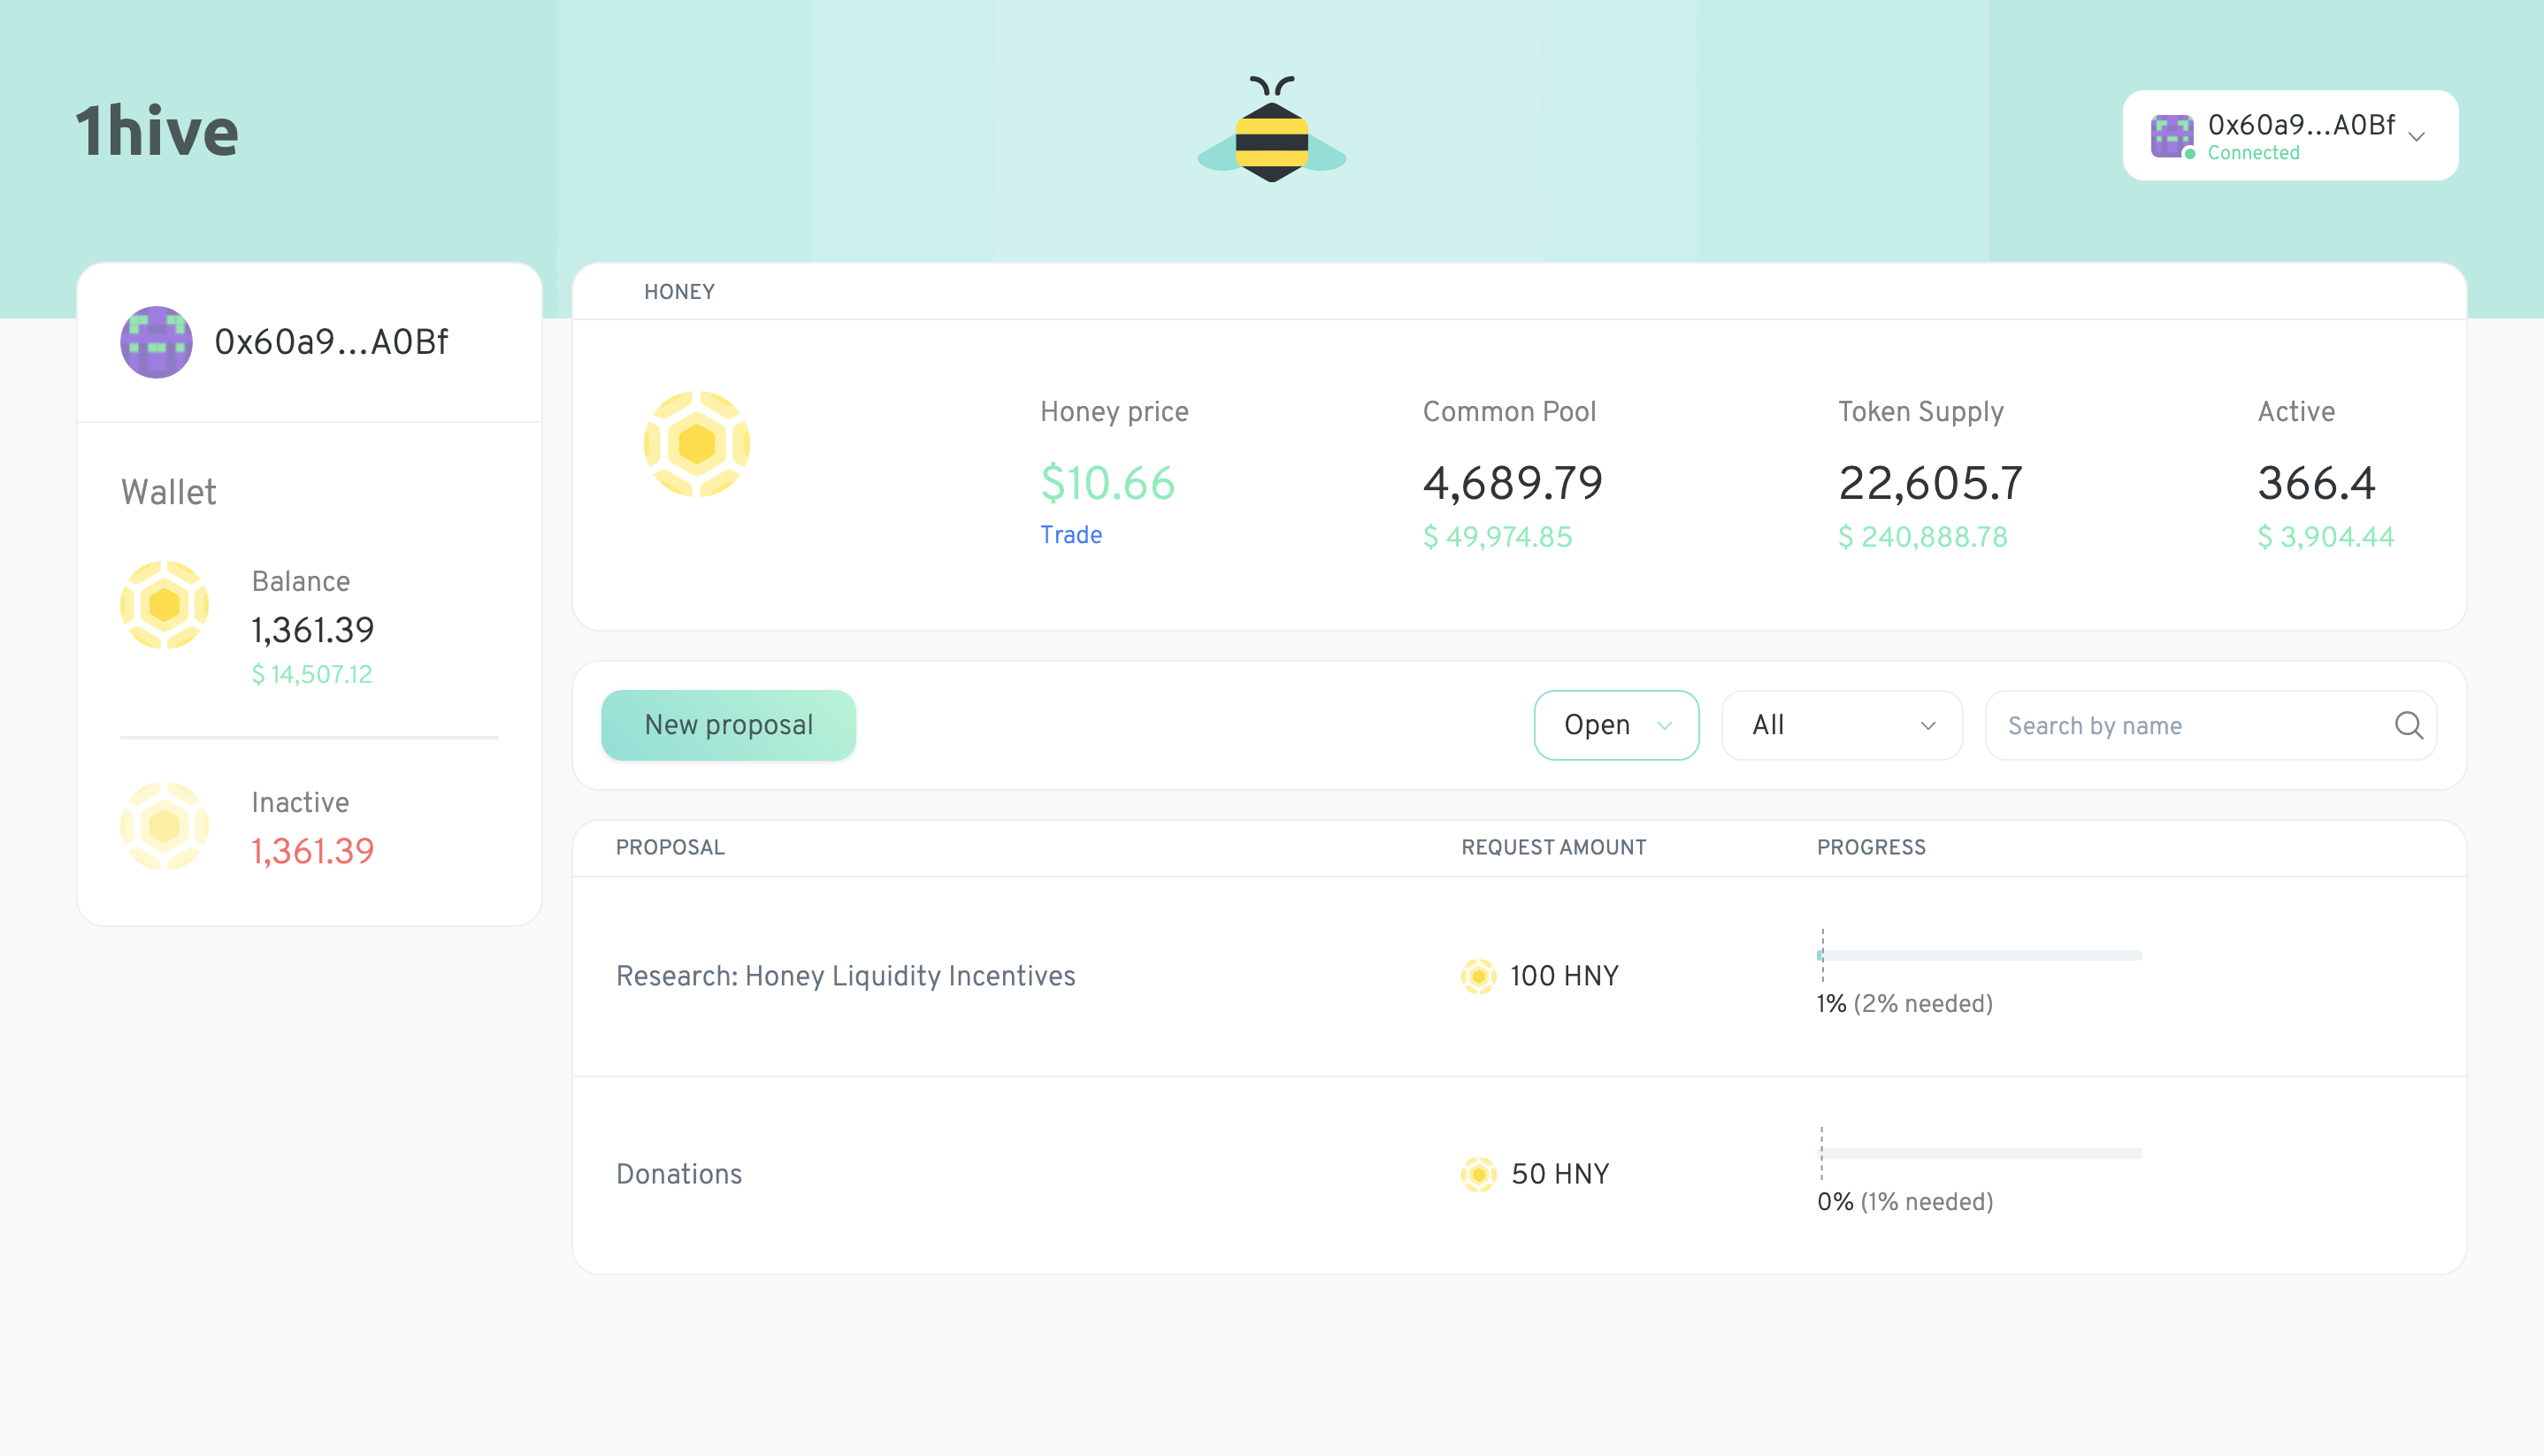 1hive
0x60a9...A0Bf
Connected
0x60a9...A0Bf
Wallet
Balance
1,361.39
$ 14,507.12
Inactive
1,361.39
HONEY
Honey price
$10.66
Trade
Common Pool
4,689.79
$ 49,974.85
Token Supply
22,605.7
$ 240,888.78
Active
366.4
$ 3,904.44
New proposal
Open
All
Search by name
PROPOSAL REQUEST AMOUNT PROGRESS
Research: Honey Liquidity Incentives
100 HNY
1% (2% needed)
Donations
50 HNY
0% (1% needed)